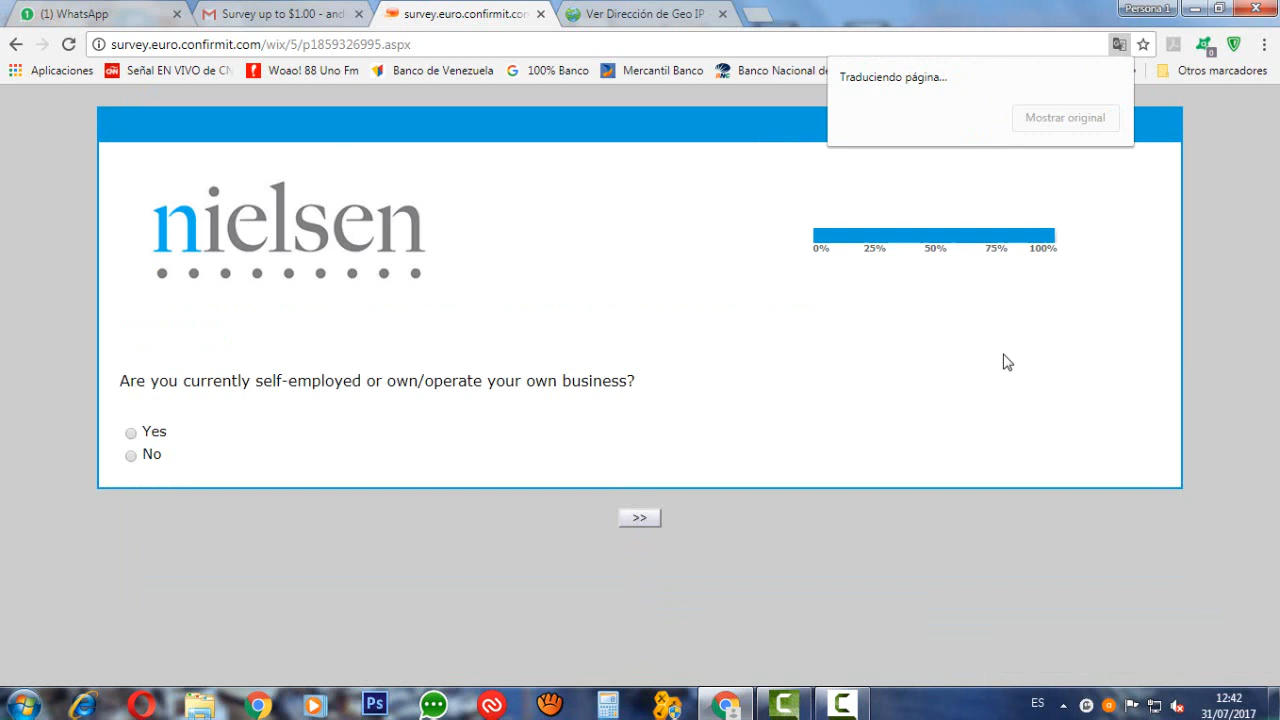 (1) WhatsApp
Survey up to $1.00 - and
survey.euro.confirmit.com
Ver Dirección de Geo IP
Persona 1
survey.euro.confirmit.com/wix/5/p1859326995.aspx
Aplicaciones
Señal EN VIVO de CN
Woao! 88 Uno Fm
Banco de Venezuela
100% Banco
Mercantil Banco
Banco Nacional de
Otros marcadores
Traduciendo página...
Mostrar original
nielsen
0% 25% 50% 75% 100%
Are you currently self-employed or own/operate your own business?
Yes
No
>>
Ps
ES
12:42
31/07/2017